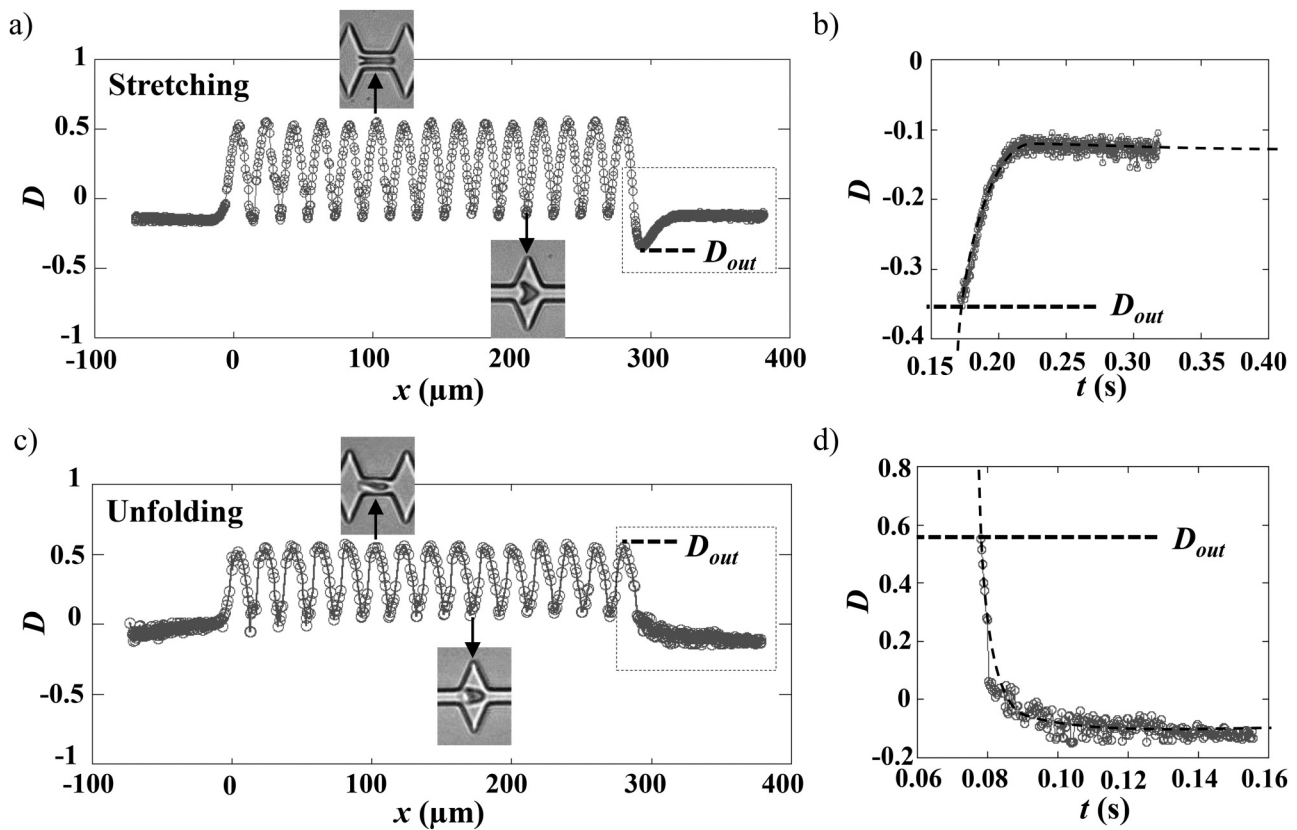 a)
Stretching
1
0.5
0
-0.5
-1
D
-100
0
100
200
300
400
x (µm)
D_out
b)
0
-0.1
-0.2
-0.3
-0.4
D
0.15
0.20
0.25
0.30
0.35
0.40
t (s)
D_out
c)
Unfolding
1
0.5
0
-0.5
-1
D
-100
0
100
200
300
400
x (µm)
D_out
d)
0.8
0.6
0.4
0.2
0
-0.2
D
0.06
0.08
0.10
0.12
0.14
0.16
t (s)
D_out